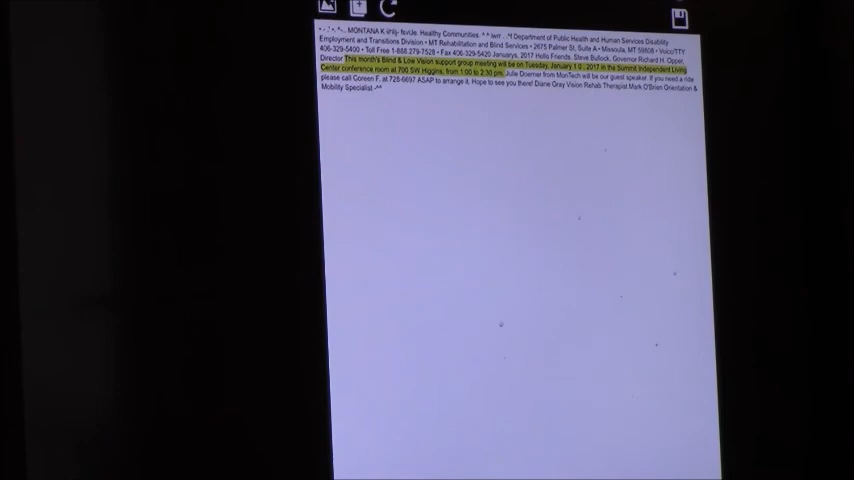 MONTANA K Healthy Communities. ^ ^ .^f Department of Public Health and Human Services Disability
Employment and Transitions Division • MT Rehabilitation and Blind Services • 2675 Palmer St, Suite A • Missoula, MT 59808 • Voice/TTY
406-329-5400 • Toll Free 1-888-279-7528 • Fax 406-329-5420 Januarys, 2017 Hello Friends, Steve Bullock, Governor Richard H. Opper,
Director This month's Blind & Low Vision support group meeting will be on Tuesday, January 1 0 , 2017 in the Summit Independent Living
Center conference room at 700 SW Higgins, from 1:00 to 2:30 pm. Julie Doerner from MonTech will be our guest speaker. If you need a ride
please call Coreen F. at 728-6697 ASAP to arrange it. Hope to see you there! Diane Gray Vision Rehab Therapist Mark O'Brien Orientation &
Mobility Specialist -^^